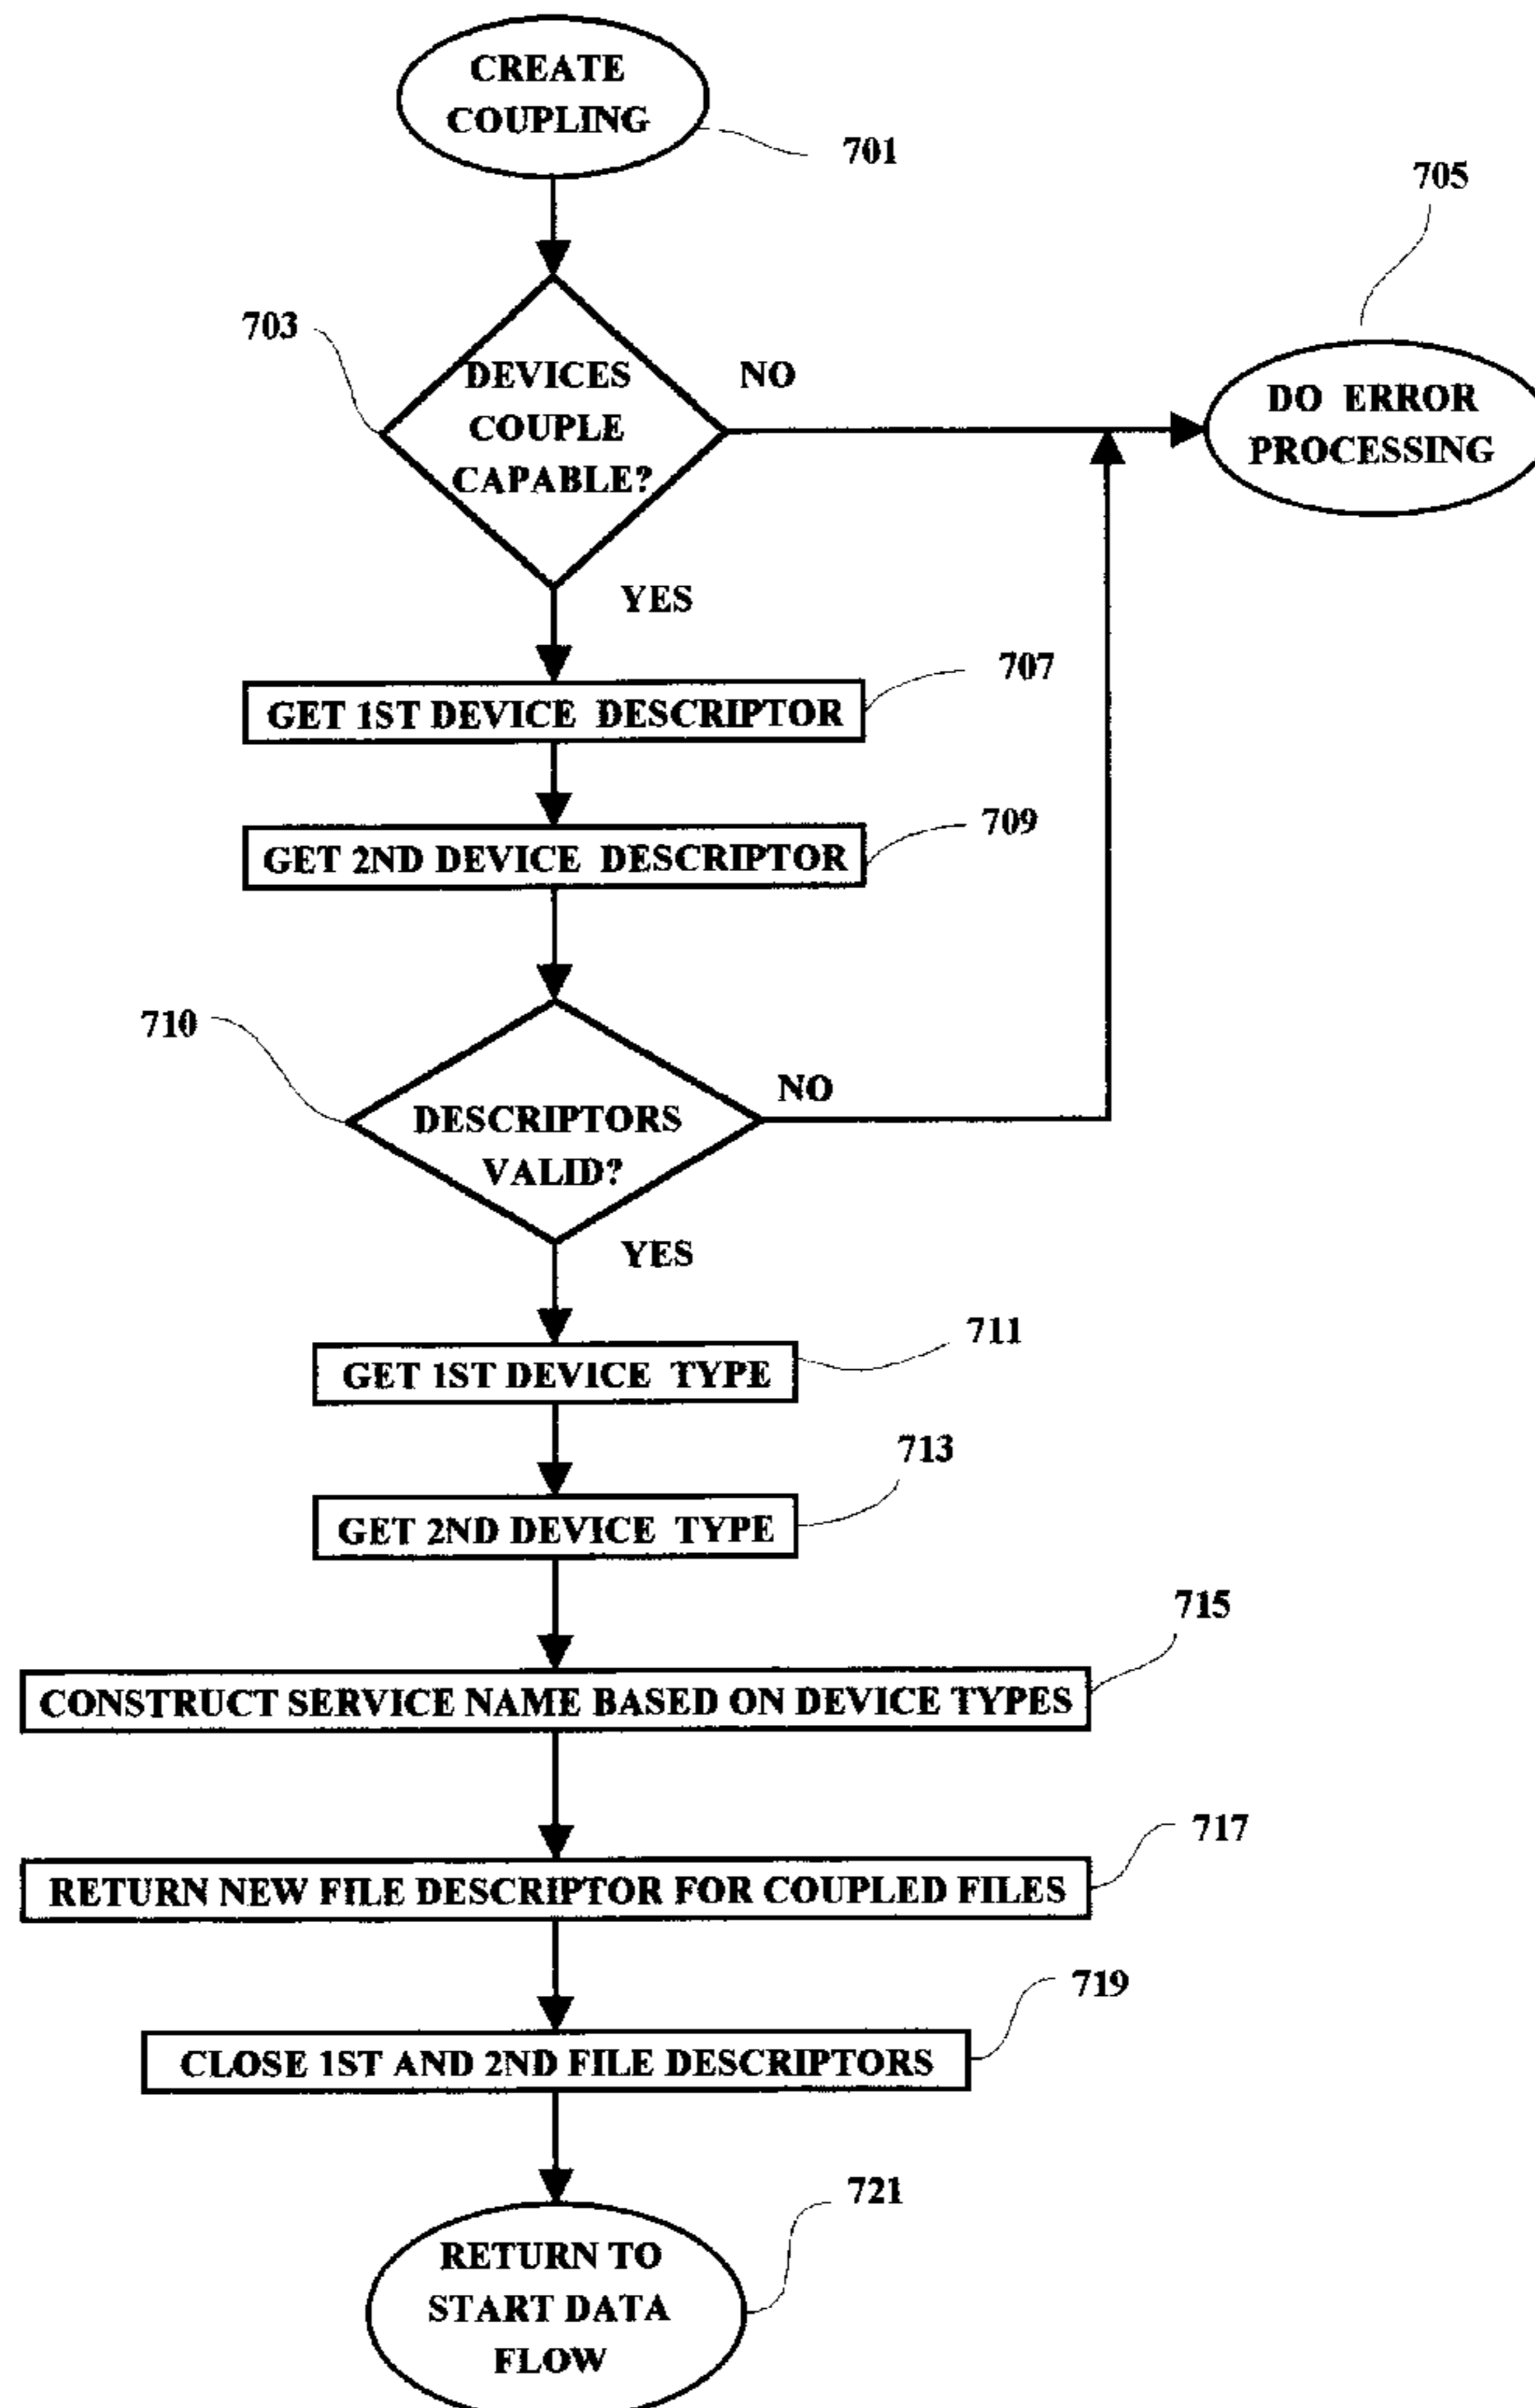 CREATE
COUPLING
701
705
703
DEVICES
COUPLE
CAPABLE?
NO
DO ERROR
PROCESSING
YES
707
GET 1ST DEVICE DESCRIPTOR
709
GET 2ND DEVICE DESCRIPTOR
710
NO
DESCRIPTORS
VALID?
YES
711
GET 1ST DEVICE TYPE
713
GET 2ND DEVICE TYPE
715
CONSTRUCT SERVICE NAME BASED ON DEVICE TYPES
717
RETURN NEW FILE DESCRIPTOR FOR COUPLED FILES
719
CLOSE 1ST AND 2ND FILE DESCRIPTORS
721
RETURN TO
START DATA
FLOW